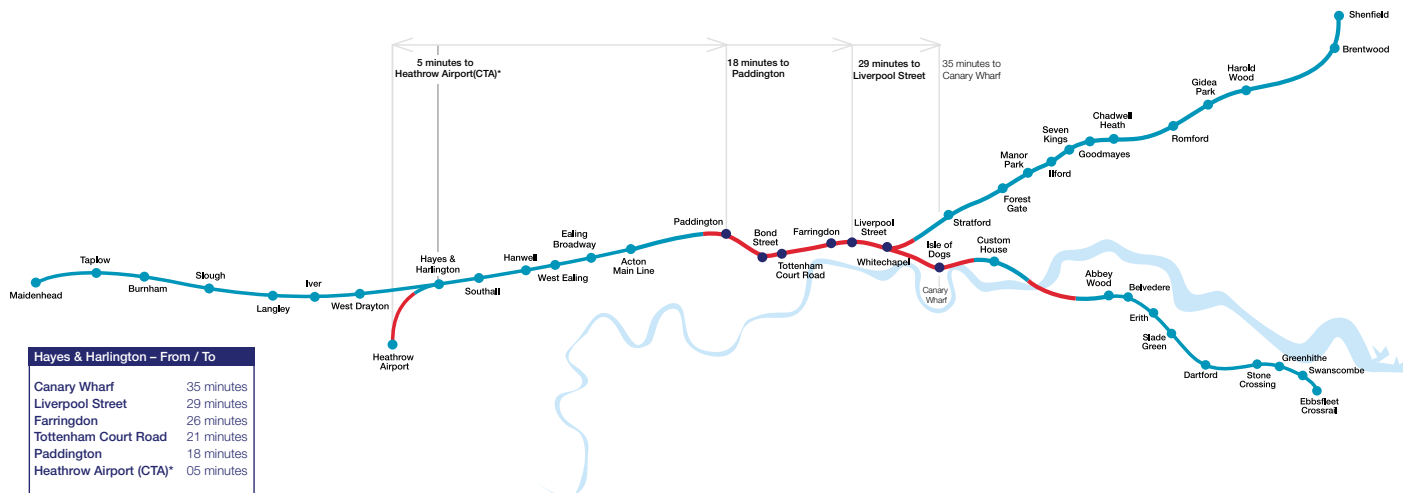 Shenfield
Brentwood
Harold
Wood
Gidea
Park
Romford
Chadwell
Heath
Goodmayes
Seven
Kings
Ilford
Manor
Park
Forest
Gate
Stratford
5 minutes to
Heathrow Airport(CTA)*
18 minutes to
Paddington
29 minutes to
Liverpool Street
35 minutes to
Canary Wharf
Maidenhead
Taplow
Burnham
Slough
Langley
Iver
West Drayton
Hayes &
Harlington
Heathrow
Airport
Southall
Hanwell
West Ealing
Ealing
Broadway
Acton
Main Line
Paddington
Bond
Street
Tottenham
Court Road
Farringdon
Liverpool
Street
Whitechapel
Isle of
Dogs
Canary
Wharf
Custom
House
Abbey
Wood
Belvedere
Erith
Slade
Green
Dartford
Stone
Crossing
Greenhithe
Swanscombe
Ebbsfleet
Crossrail
Hayes & Harlington – From / To
Canary Wharf 35 minutes
Liverpool Street 29 minutes
Farringdon 26 minutes
Tottenham Court Road 21 minutes
Paddington 18 minutes
Heathrow Airport (CTA)* 05 minutes